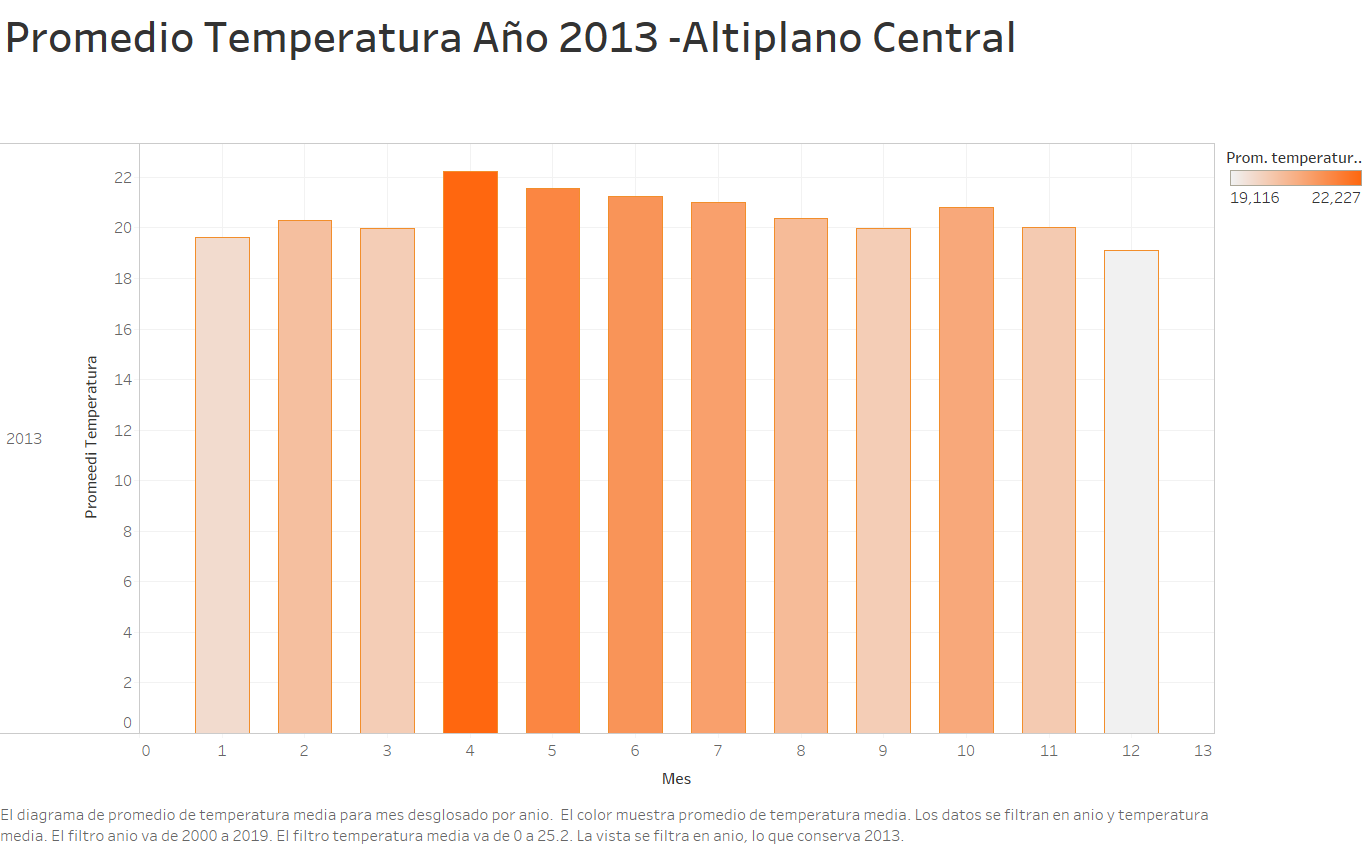 Promedio Temperatura Año 2013 -Altiplano Central
Prom. temperatur..
19,116 22,227
2013
Promeedi Temperatura
22
20
18
16
14
12
10
8
6
4
2
0
0 1 2 3 4 5 6 7 8 9 10 11 12 13
Mes
El diagrama de promedio de temperatura media para mes desglosado por anio.  El color muestra promedio de temperatura media. Los datos se filtran en anio y temperatura
media. El filtro anio va de 2000 a 2019. El filtro temperatura media va de 0 a 25.2. La vista se filtra en anio, lo que conserva 2013.